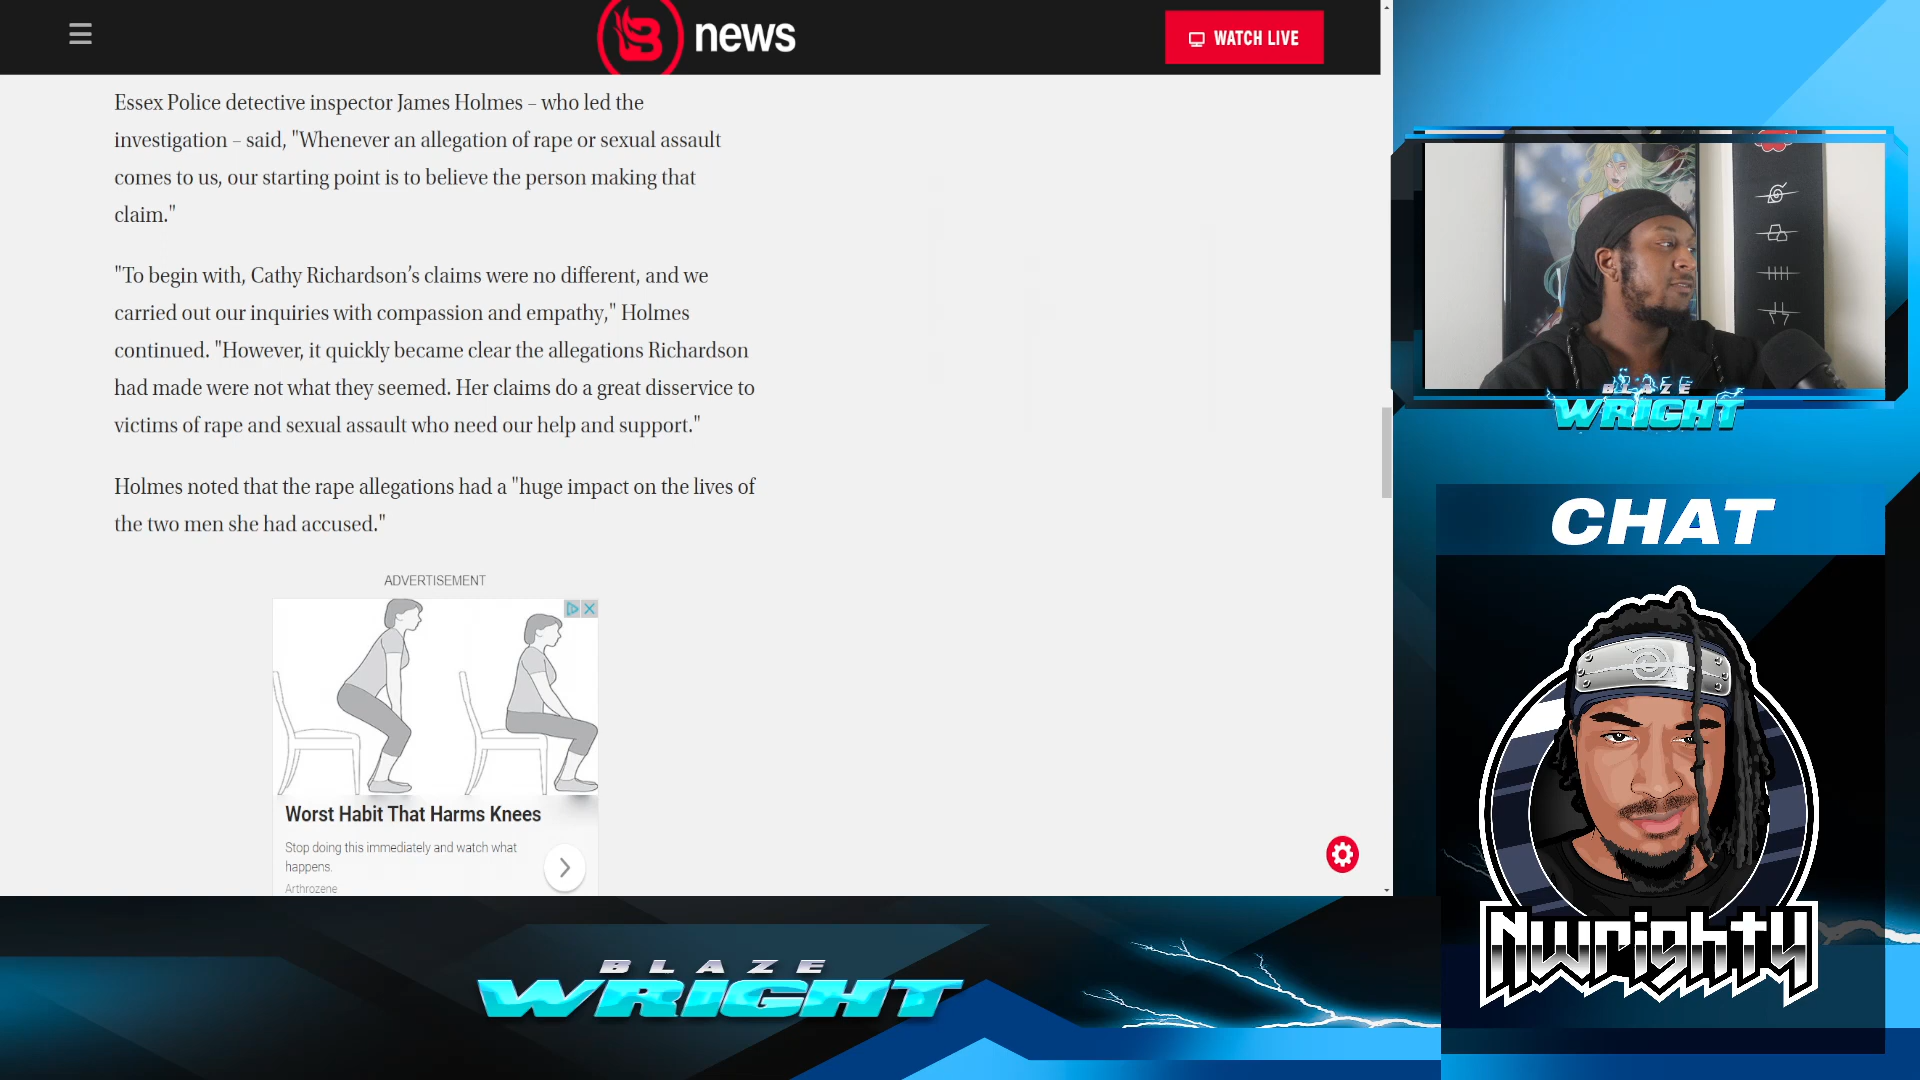 news
WATCH LIVE
Essex Police detective inspector James Holmes – who led the
investigation – said, "Whenever an allegation of rape or sexual assault
comes to us, our starting point is to believe the person making that
claim."
"To begin with, Cathy Richardson’s claims were no different, and we
carried out our inquiries with compassion and empathy," Holmes
continued. "However, it quickly became clear the allegations Richardson
had made were not what they seemed. Her claims do a great disservice to
victims of rape and sexual assault who need our help and support."
Holmes noted that the rape allegations had a "huge impact on the lives of
the two men she had accused."
ADVERTISEMENT
Worst Habit That Harms Knees
Stop doing this immediately and watch what
happens.
Arthrozene
BLAZE
WRIGHT
CHAT
Nwrighty
BLAZE
WRIGHT